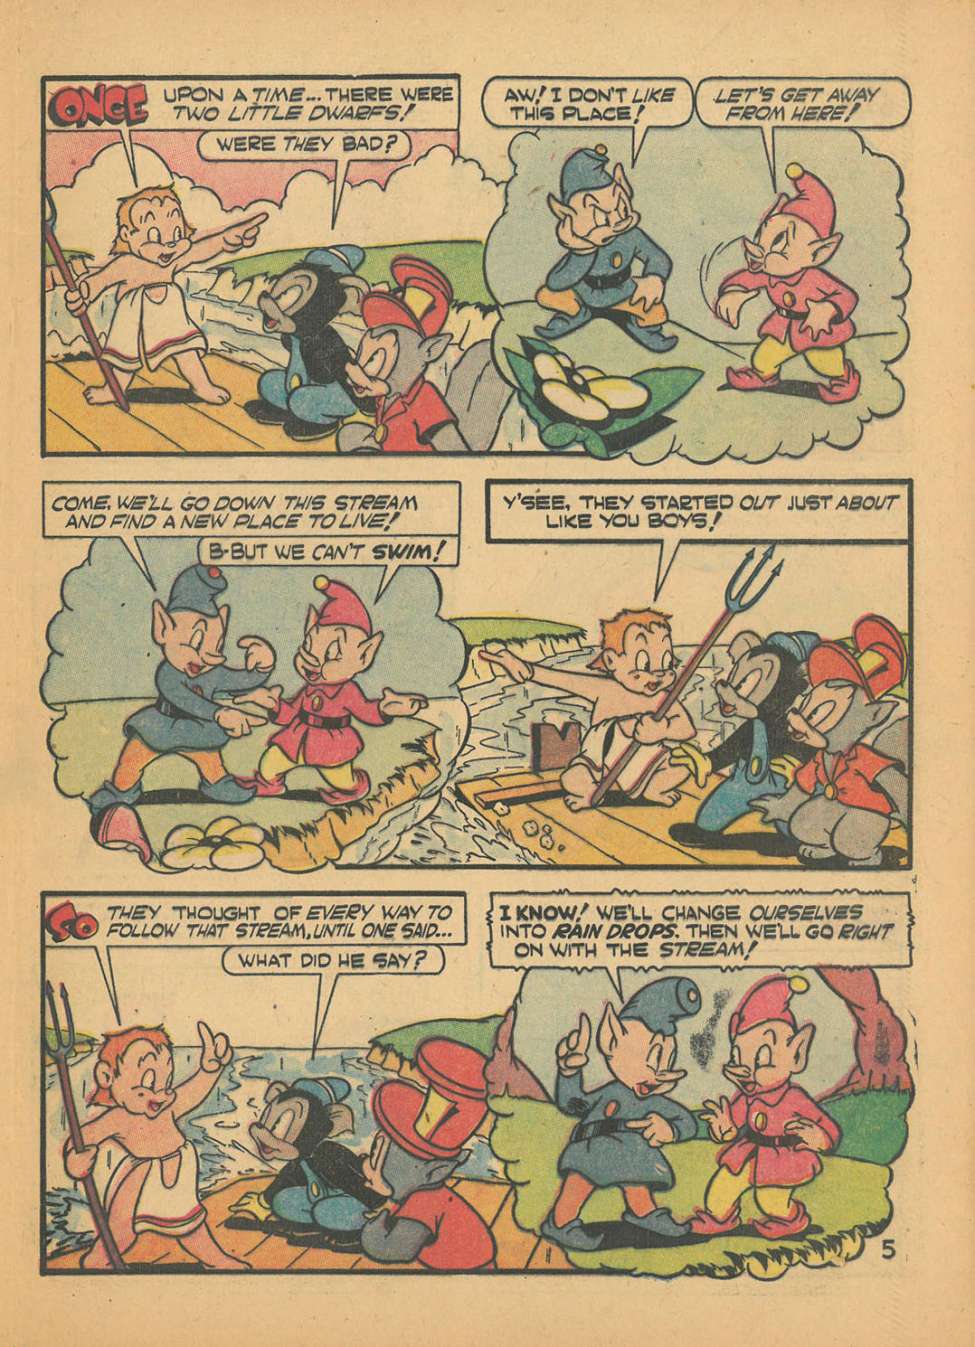 ONCE UPON A TIME... THERE WERE
TWO LITTLE DWARFS!
WERE THEY BAD?
AW! I DON'T LIKE
THIS PLACE!
LET'S GET AWAY
FROM HERE!
COME, WE'LL GO DOWN THIS STREAM
AND FIND A NEW PLACE TO LIVE!
B-BUT WE CAN'T SWIM!
Y'SEE, THEY STARTED OUT JUST ABOUT
LIKE YOU BOYS!
SO THEY THOUGHT OF EVERY WAY TO
FOLLOW THAT STREAM, UNTIL ONE SAID...
WHAT DID HE SAY?
I KNOW! WE'LL CHANGE OURSELVES
INTO RAIN DROPS. THEN WE'LL GO RIGHT
ON WITH THE STREAM!
5